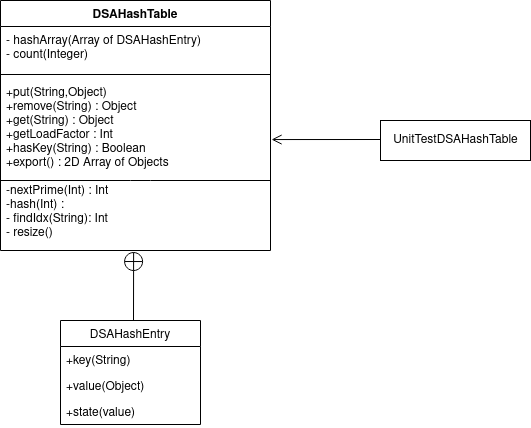 DSAHashTable
- hashArray(Array of DSAHashEntry)
- count(Integer)
+put(String,Object)
+remove(String) : Object
+get(String) : Object
+getLoadFactor : Int
+hasKey(String) : Boolean
+export() : 2D Array of Objects
-nextPrime(Int) : Int
-hash(Int) :
- findIdx(String): Int
- resize()
UnitTestDSAHashTable
DSAHashEntry
+key(String)
+value(Object)
+state(value)